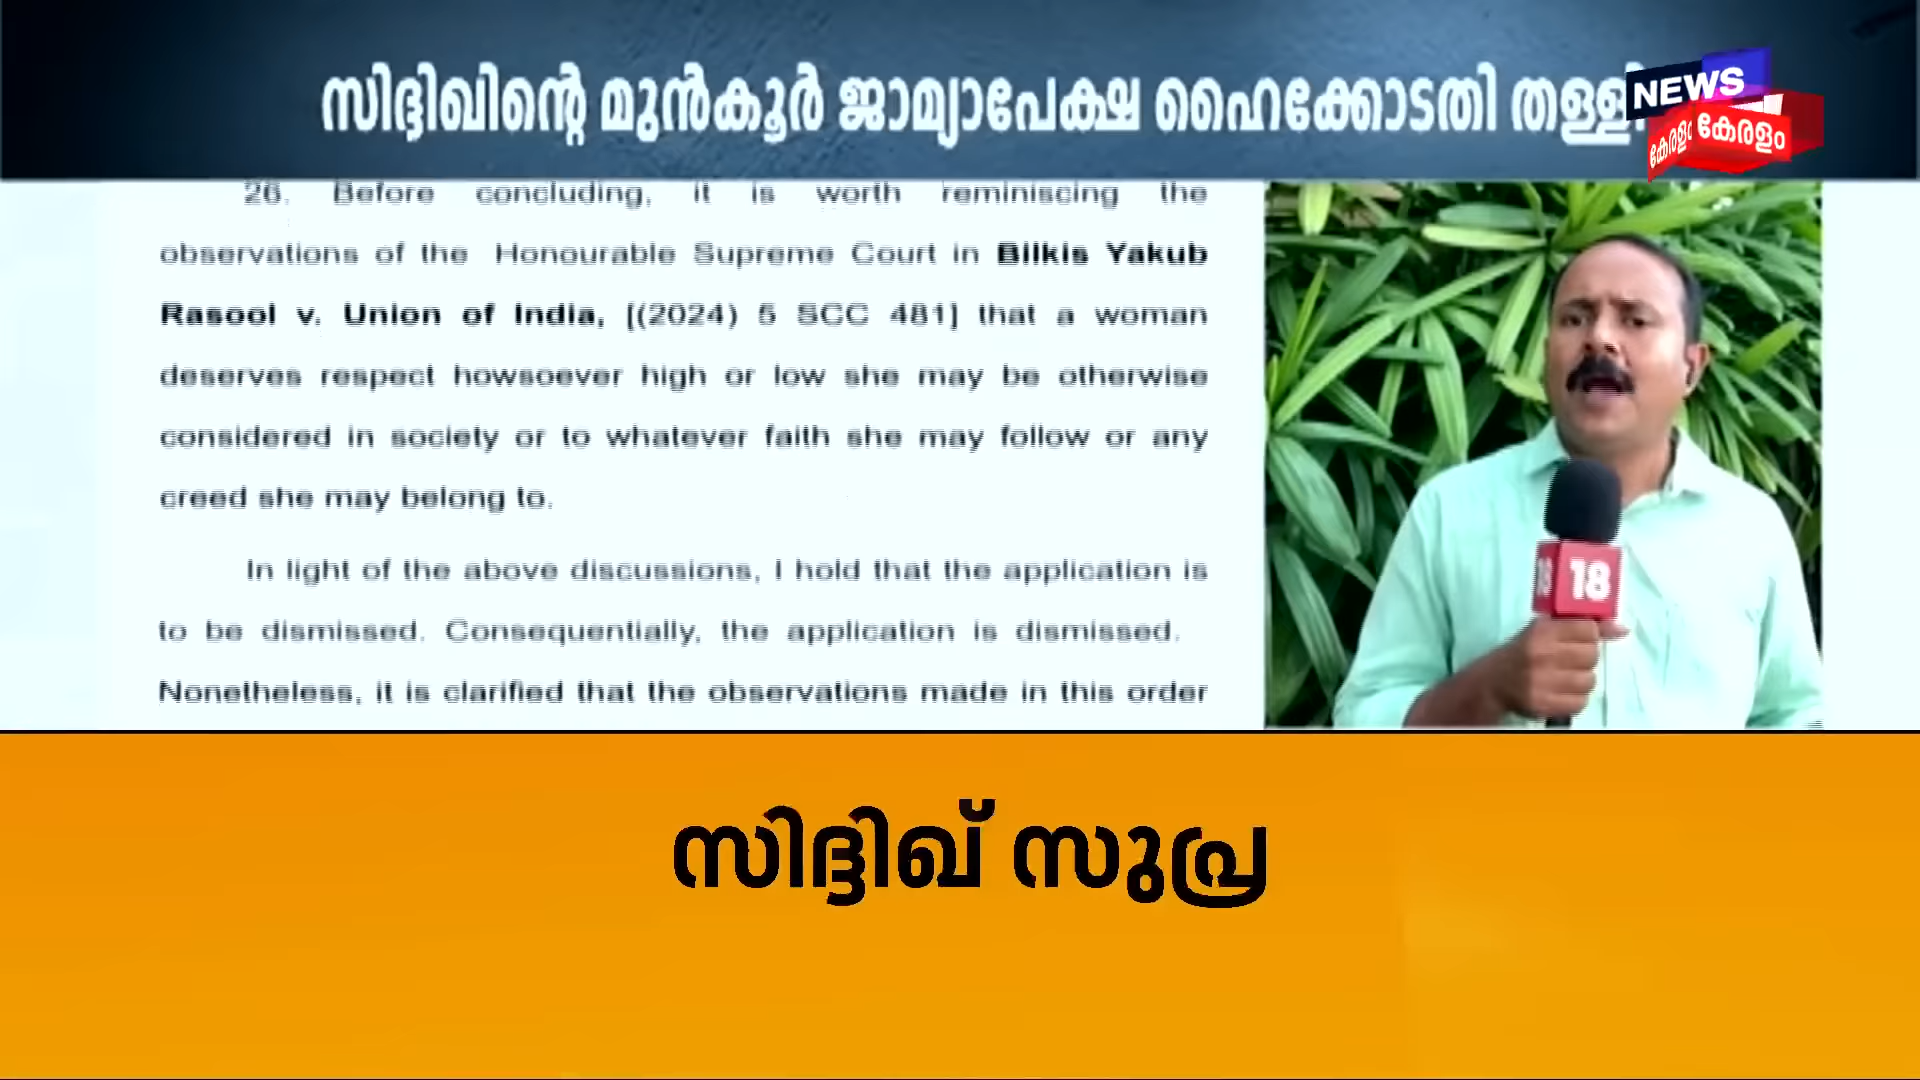 സിദ്ദിഖിന്റെ മുൻകൂർ ജാമ്യാപേക്ഷ ഹൈക്കോടതി തള്ളി
NEWS
കേരളം കേരളം
26. Before concluding, it is worth reminiscing the
observations of the Honourable Supreme Court in Bilkis Yakub
Rasool v. Union of India, [(2024) 5 SCC 481] that a woman
deserves respect howsoever high or low she may be otherwise
considered in society or to whatever faith she may follow or any
creed she may belong to.
In light of the above discussions, I hold that the application is
to be dismissed. Consequentially, the application is dismissed.
Nonetheless, it is clarified that the observations made in this order
18 18
സിദ്ദിഖ് സുപ്ര